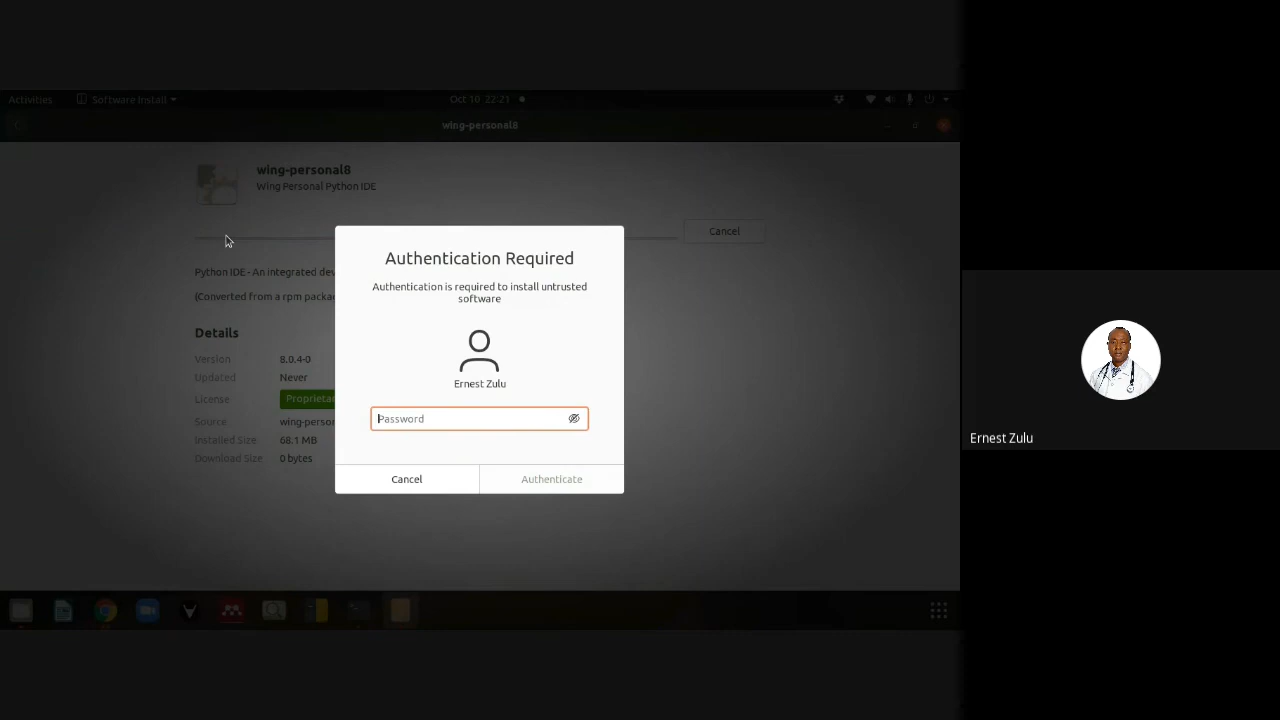 Activities
Software Install
Oct 10 22:21
wing-personal8
wing-personal8
Wing Personal Python IDE
Cancel
Python IDE - An integrated dev
(Converted from a rpm packa
Details
Version 8.0.4-0
Updated Never
License Proprieta
Source wing-person
Installed Size 68.1 MB
Download Size 0 bytes
Authentication Required
Authentication is required to install untrusted
software
Ernest Zulu
Password
Cancel
Authenticate
Ernest Zulu